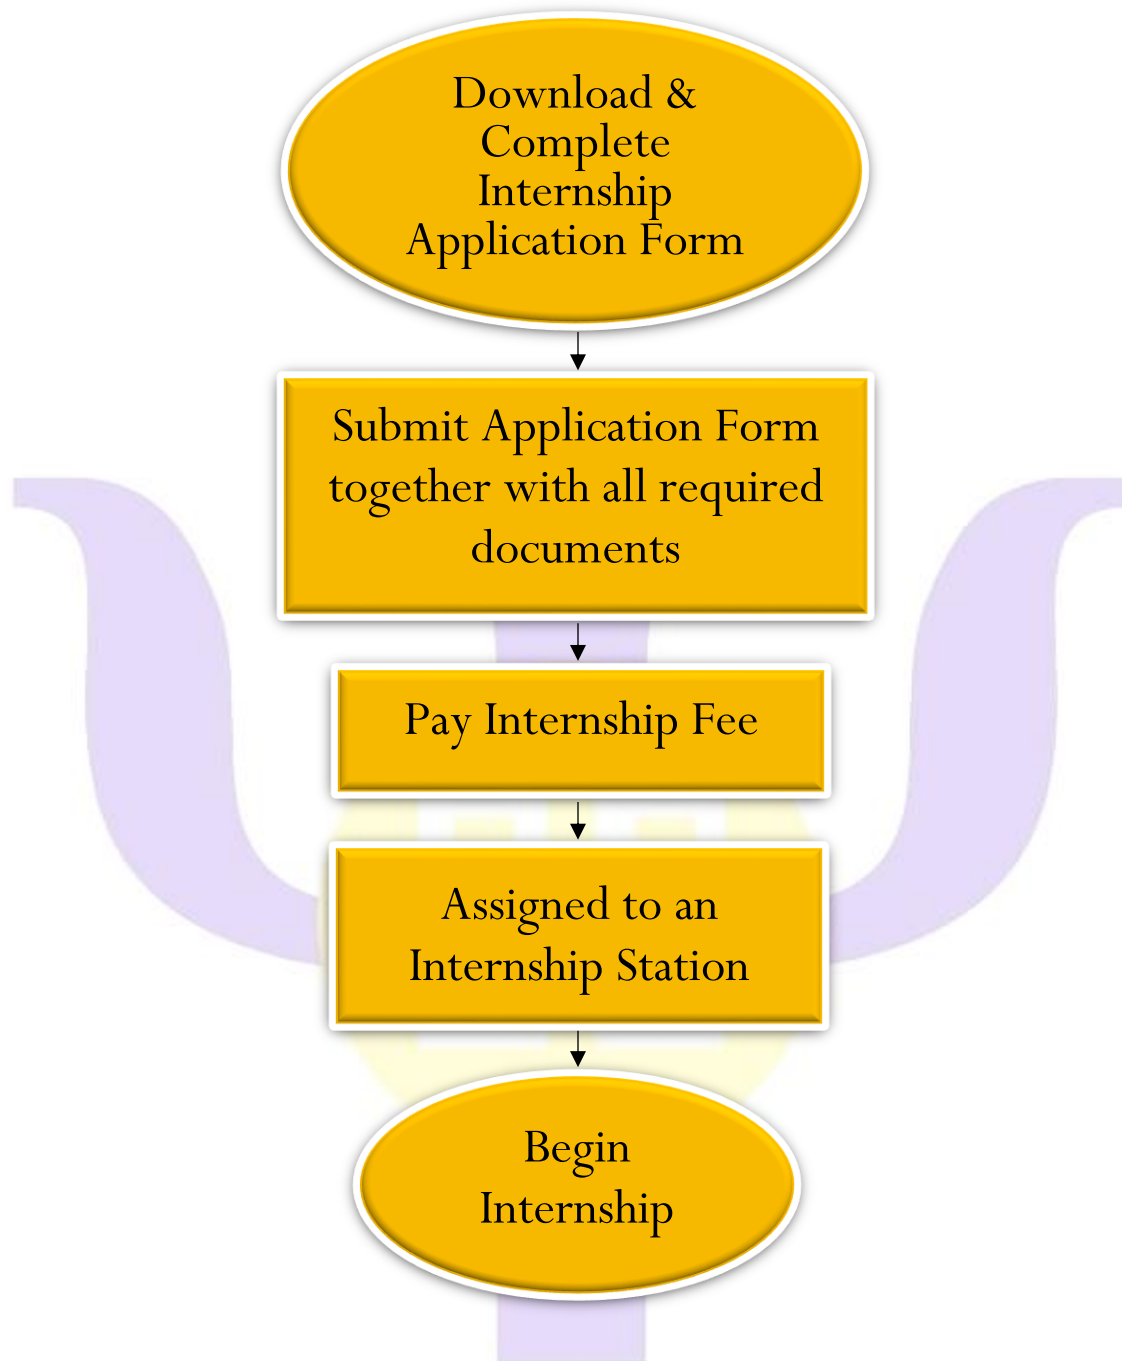 Download &
Complete
Internship
Application Form
Submit Application Form
together with all required
documents
Pay Internship Fee
Assigned to an
Internship Station
Begin
Internship